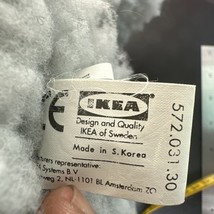 CE
IKEA
Design and Quality
IKEA of Sweden
Made in S.Korea
representative:
Systems B V
2, NL-1101 BL Amsterdam ZO
572.031.30